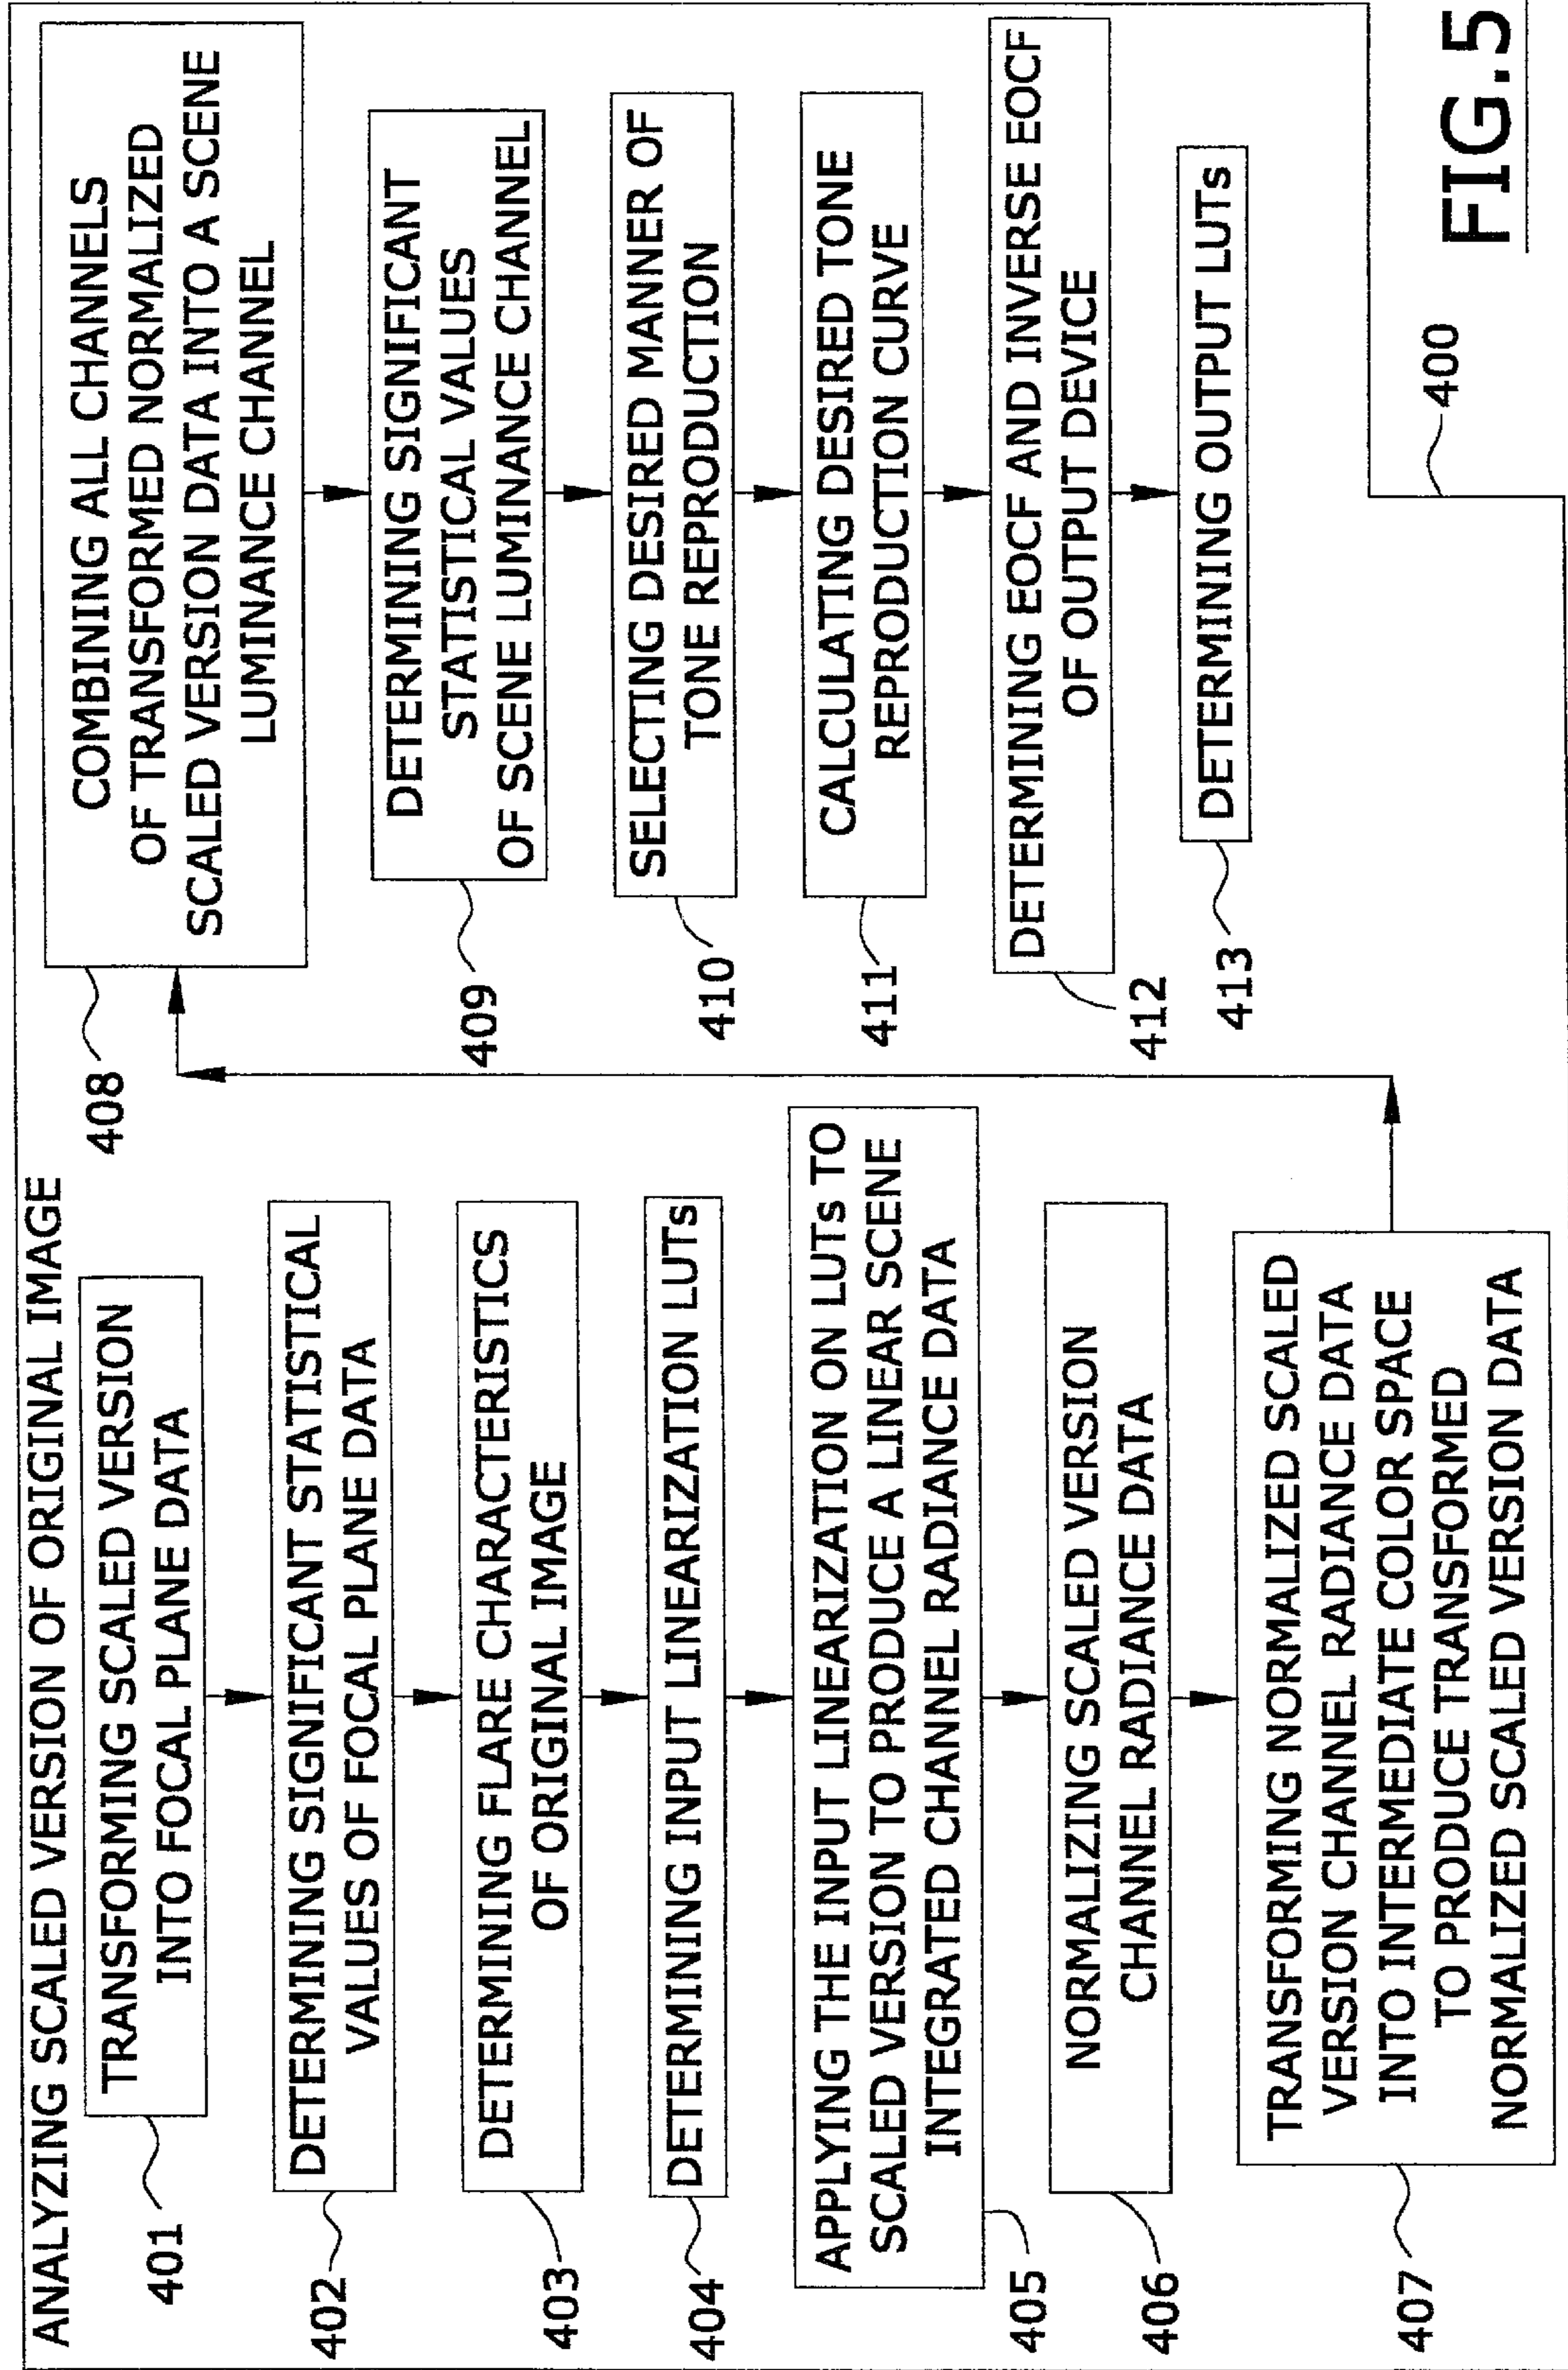 ANALYZING SCALED VERSION OF ORIGINAL IMAGE
401
TRANSFORMING SCALED VERSION
INTO FOCAL PLANE DATA
402
DETERMINING SIGNIFICANT STATISTICAL
VALUES OF FOCAL PLANE DATA
403
DETERMINING FLARE CHARACTERISTICS
OF ORIGINAL IMAGE
404
DETERMINING INPUT LINEARIZATION LUTs
405
APPLYING THE INPUT LINEARIZATION ON LUTs TO
SCALED VERSION TO PRODUCE A LINEAR SCENE
INTEGRATED CHANNEL RADIANCE DATA
406
NORMALIZING SCALED VERSION
CHANNEL RADIANCE DATA
407
TRANSFORMING NORMALIZED SCALED
VERSION CHANNEL RADIANCE DATA
INTO INTERMEDIATE COLOR SPACE
TO PRODUCE TRANSFORMED
NORMALIZED SCALED VERSION DATA
408
COMBINING ALL CHANNELS
OF TRANSFORMED NORMALIZED
SCALED VERSION DATA INTO A SCENE
LUMINANCE CHANNEL
409
DETERMINING SIGNIFICANT
STATISTICAL VALUES
OF SCENE LUMINANCE CHANNEL
410
SELECTING DESIRED MANNER OF
TONE REPRODUCTION
411
CALCULATING DESIRED TONE
REPRODUCTION CURVE
412
DETERMINING EOCF AND INVERSE EOCF
OF OUTPUT DEVICE
413
DETERMINING OUTPUT LUTs
400
FIG.5